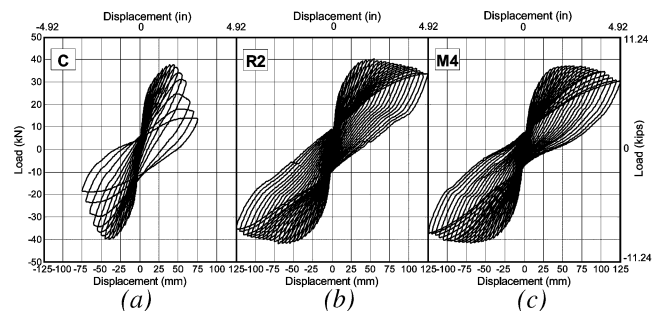 Displacement (in) Displacement (in) Displacement (in)
-4.92 0 4.92 0 4.92 0 4.92
50 40 30 20 10 0 -10 -20 -30 -40 -50
Load (kN)
C R2 M4
11.24 0 -11.24
Load (kips)
-125-100 -75 -50 -25 0 25 50 75 100-125-100 -75 -50 -25 0 25 50 75 100-125-100 -75 -50 -25 0 25 50 75 100 125
Displacement (mm) Displacement (mm) Displacement (mm)
(a) (b) (c)